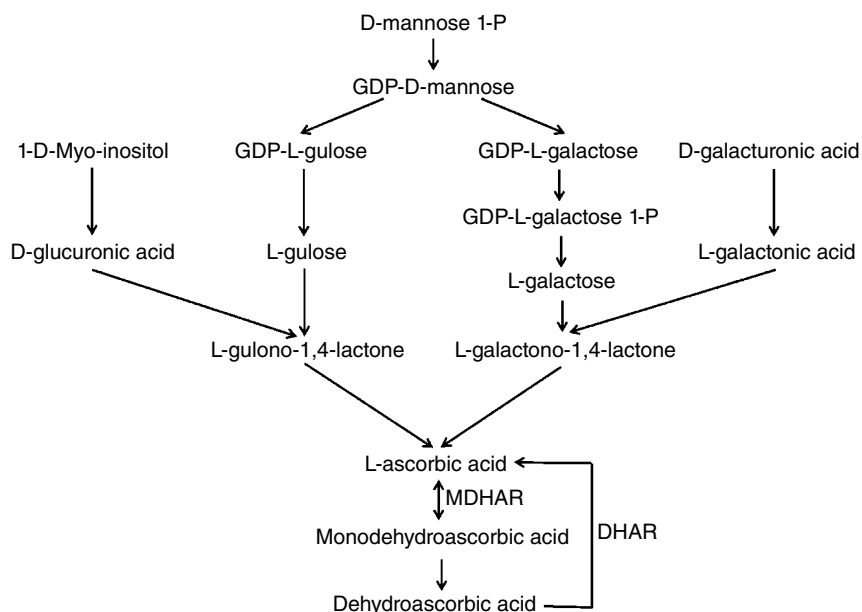 D-mannose 1-P
GDP-D-mannose
1-D-Myo-inositol
GDP-L-gulose
GDP-L-galactose
D-galacturonic acid
GDP-L-galactose 1-P
D-glucuronic acid
L-gulose
L-galactonic acid
L-galactose
L-gulono-1,4-lactone
L-galactono-1,4-lactone
L-ascorbic acid
MDHAR
DHAR
Monodehydroascorbic acid
Dehydroascorbic acid